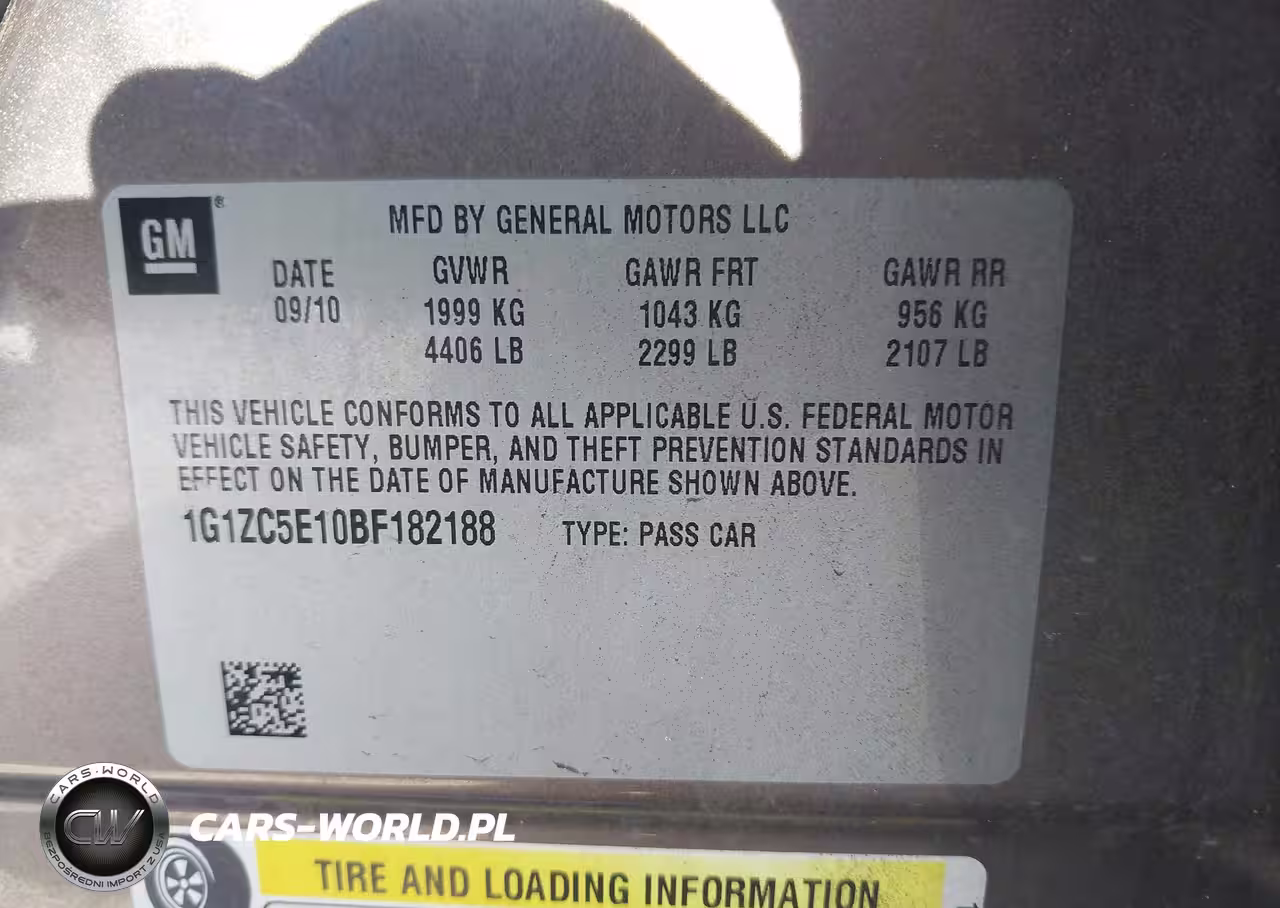 GM®
MFD BY GENERAL MOTORS LLC
DATE GVWR GAWR FRT GAWR RR
09/10 1999 KG 1043 KG 956 KG
4406 LB 2299 LB 2107 LB
THIS VEHICLE CONFORMS TO ALL APPLICABLE U.S. FEDERAL MOTOR
VEHICLE SAFETY, BUMPER, AND THEFT PREVENTION STANDARDS IN
EFFECT ON THE DATE OF MANUFACTURE SHOWN ABOVE.
1G1ZC5E10BF182188 TYPE: PASS CAR
CARS-WORLD
CW
BEZPOŚREDNI IMPORT Z USA
CARS-WORLD.PL
TIRE AND LOADING INFORMATION